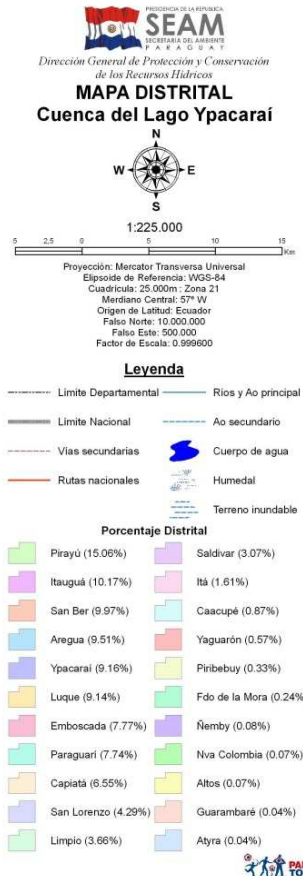 PRESIDENCIA DE LA REPUBLICA
SEAM
SECRETARIA DEL AMBIENTE
PARAGUAY
Dirección General de Protección y Conservación
de los Recursos Hídricos
MAPA DISTRITAL
Cuenca del Lago Ypacaraí
N
W E
S
1:225.000
5 2,5 0 5 10 15
Km
Proyección: Mercator Transversa Universal
Elipsoide de Referencia: WGS-84
Cuadrícula: 25.000m ; Zona 21
Merdiano Central: 57° W
Origen de Latitud: Ecuador
Falso Norte: 10.000.000
Falso Este: 500.000
Factor de Escala: 0.999600
Leyenda
Limite Departamental Rios y Ao principal
Limite Nacional Ao secundario
Vías secundarias Cuerpo de agua
Rutas nacionales Humedal
Terreno inundable
Porcentaje Distrital
Pirayú (15.06%) Saldivar (3.07%)
Itauguá (10.17%) Itá (1.61%)
San Ber (9.97%) Caacupé (0.87%)
Aregua (9.51%) Yaguarón (0.57%)
Ypacaraí (9.16%) Piribebuy (0.33%)
Luque (9.14%) Fdo de la Mora (0.24%
Emboscada (7.77%) Ñemby (0.08%)
Paraguarí (7.74%) Nva Colombia (0.07%)
Capiatá (6.55%) Altos (0.07%)
San Lorenzo (4.29%) Guarambaré (0.04%)
Limpio (3.66%) Atyra (0.04%)